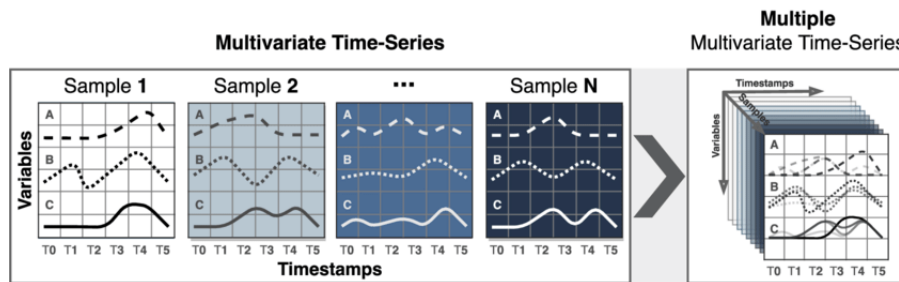 Multivariate Time-Series
Multiple
Multivariate Time-Series
Sample 1
Sample 2
...
Sample N
Variables
A
B
C
T0 T1 T2 T3 T4 T5
A
B
C
T0 T1 T2 T3 T4 T5
A
B
C
T0 T1 T2 T3 T4 T5
A
B
C
T0 T1 T2 T3 T4 T5
Timestamps
Timestamps
Samples
Variables
A
B
C
T0 T1 T2 T3 T4 T5